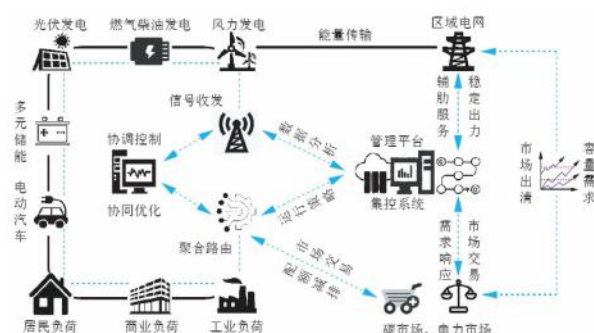 光伏发电
燃气柴油发电
风力发电
能量传输
区域电网
多元储能
信号收发
数据分析
辅助服务
稳定出力
协调控制
管理平台
市场出清
容量需求
电动汽车
协同优化
运行策略
集控系统
聚合路由
市场交易
配额减排
需求响应
市场交易
居民负荷
商业负荷
工业负荷
碳市场、电力市场